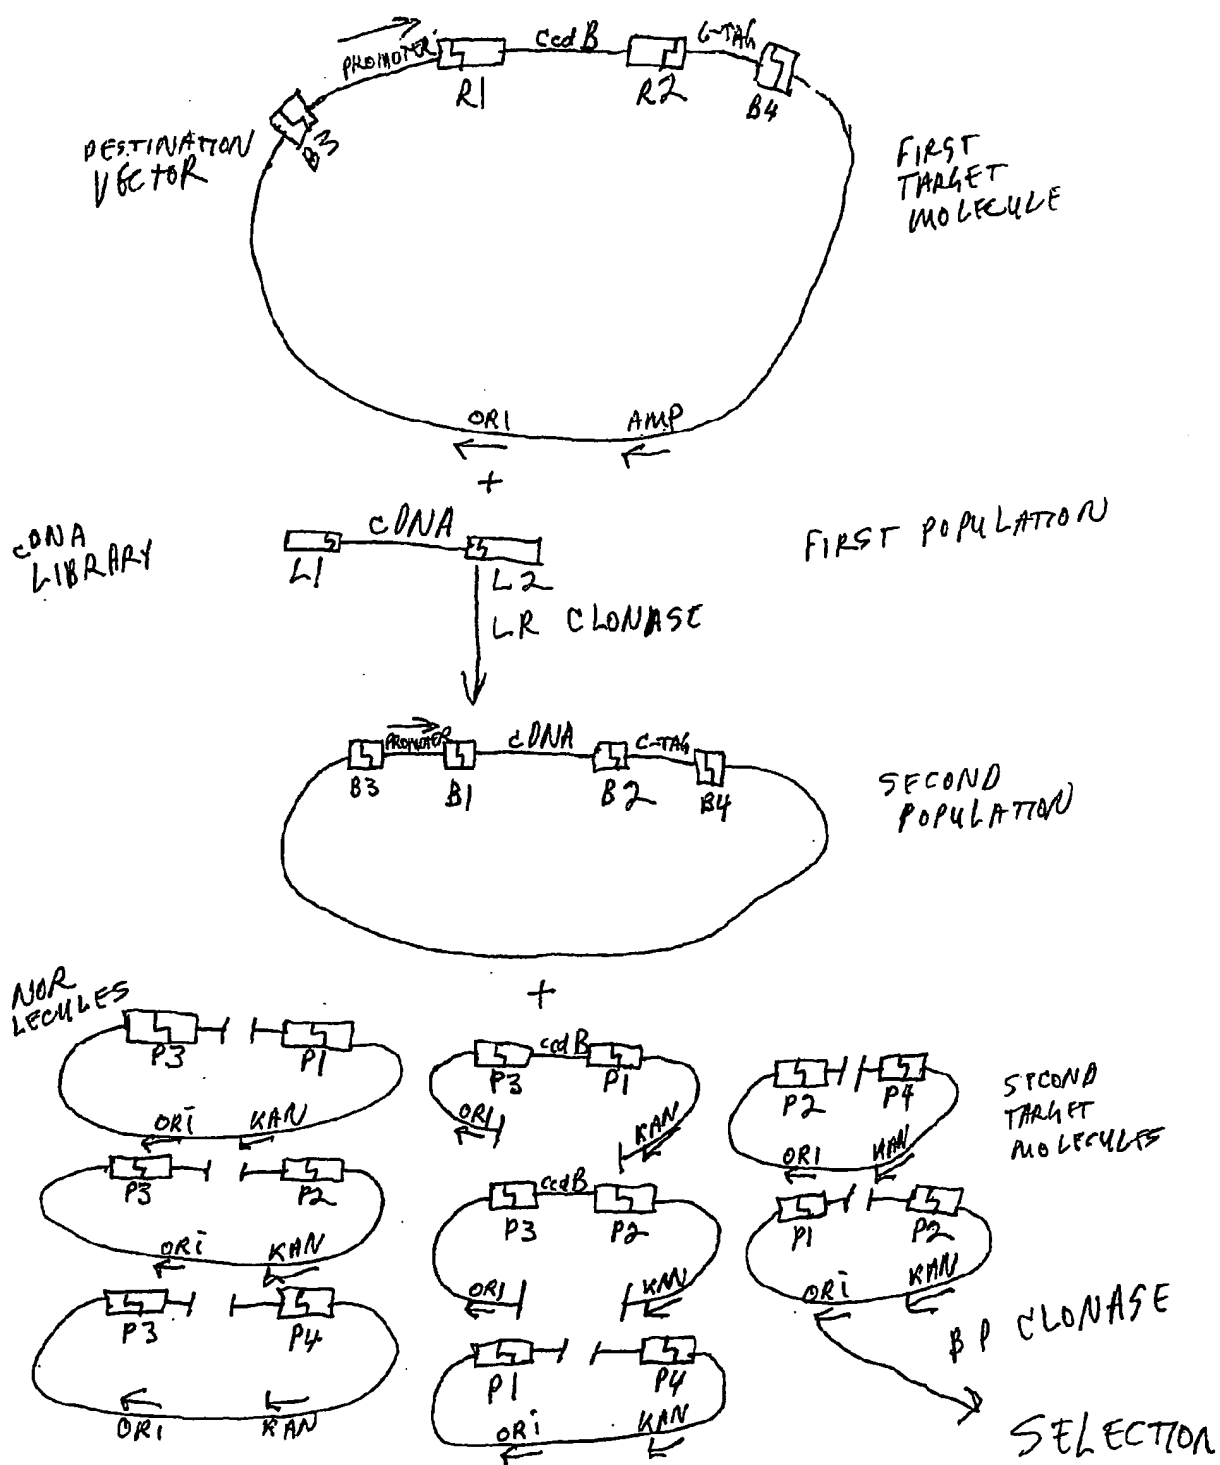 PROMOTER
R1
CcdB
R2
C-TAG
B4
B3
DESTINATION
VECTOR
FIRST
TARGET
MOLECULE
ORI
AMP
+
cDNA
LIBRARY
cDNA
L1
L2
FIRST POPULATION
LR CLONASE
B3
PROMOTER
B1
cDNA
B2
C-TAG
B4
SECOND
POPULATION
+
NOR
LECULES
P3
P1
ORI
KAN
P3
P2
ORI
KAN
P3
P4
ORI
KAN
P3
ccdB
P1
ORI
KAN
P3
ccdB
P2
ORI
KAN
P1
P4
ORI
KAN
P2
P4
ORI
KAN
P1
P2
ORI
KAN
SECOND
TARGET
MOLECULES
BP CLONASE
SELECTION